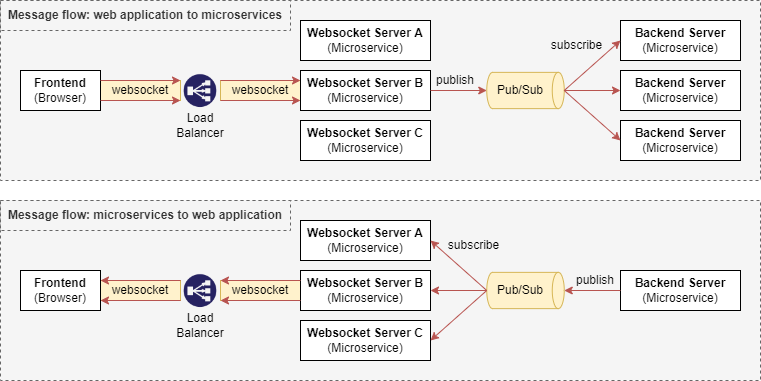 Message flow: web application to microservices
Websocket Server A
(Microservice)
Backend Server
(Microservice)
subscribe
Frontend
(Browser)
websocket
websocket
Websocket Server B
(Microservice)
publish
Pub/Sub
Backend Server
(Microservice)
Load
Balancer
Websocket Server C
(Microservice)
Backend Server
(Microservice)
Message flow: microservices to web application
Websocket Server A
(Microservice)
subscribe
Frontend
(Browser)
websocket
websocket
Websocket Server B
(Microservice)
Pub/Sub
publish
Backend Server
(Microservice)
Load
Balancer
Websocket Server C
(Microservice)